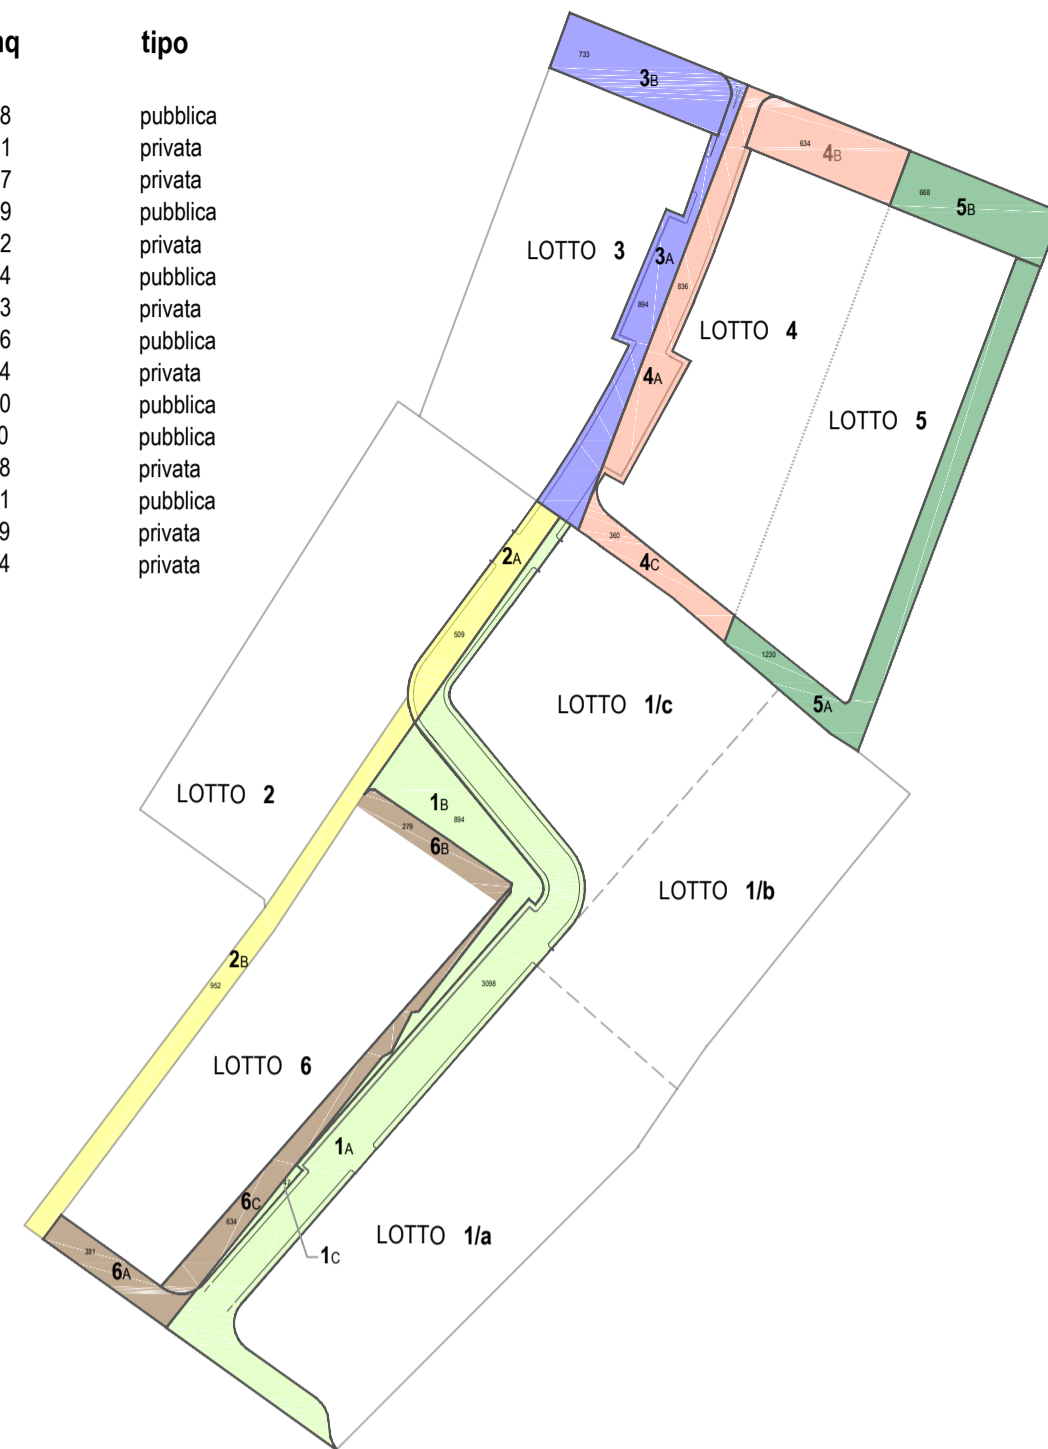 nq tipo
8 pubblica
1 privata
7 privata
9 pubblica
2 privata
4 pubblica
3 privata
6 pubblica
4 privata
0 pubblica
0 pubblica
8 privata
1 pubblica
9 privata
4 privata
733
3B
634
4B
668
5B
LOTTO 3
3A
836
894
LOTTO 4
4A
LOTTO 5
360
2A
4C
509
1230
LOTTO 1/c
5A
LOTTO 2
1B
894
279
6B
LOTTO 1/b
2B
952
3098
LOTTO 6
1A
47
6C
634
LOTTO 1/a
381
1C
6A